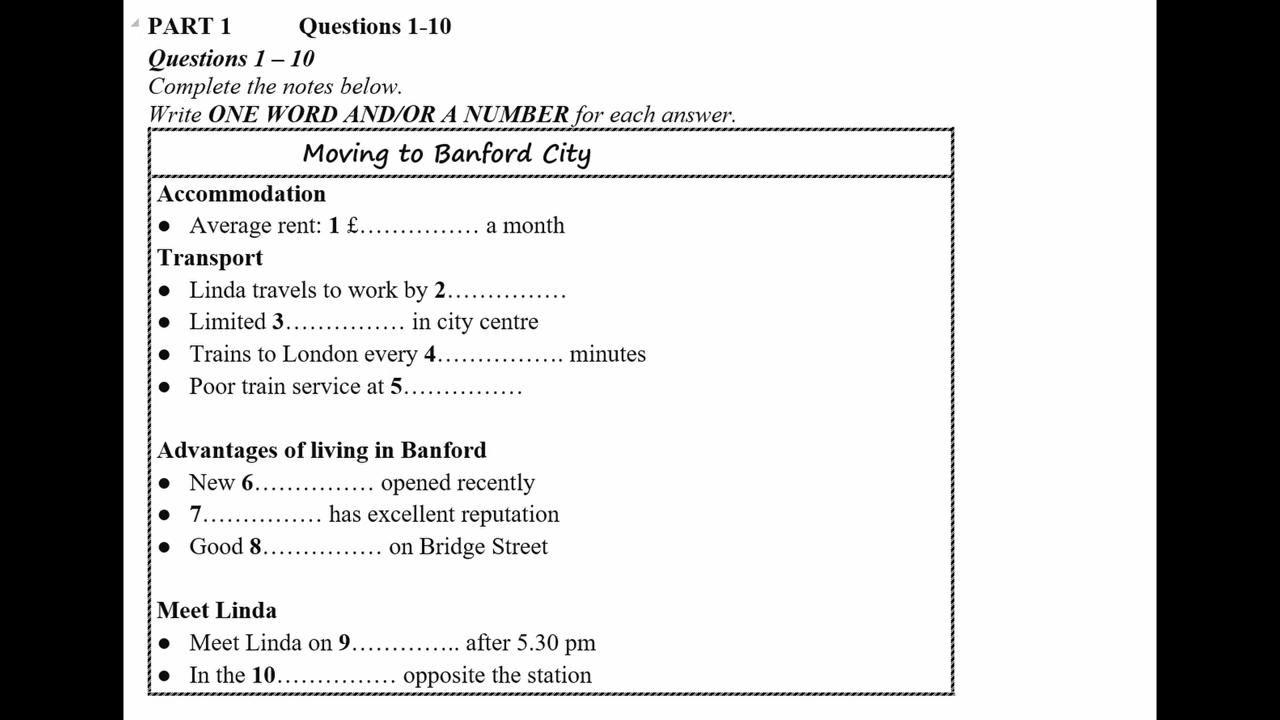 PART 1 Questions 1-10
Questions 1 – 10
Complete the notes below.
Write ONE WORD AND/OR A NUMBER for each answer.
Moving to Banford City
Accommodation
● Average rent: 1 £…………… a month
Transport
● Linda travels to work by 2……………
● Limited 3…………… in city centre
● Trains to London every 4……………. minutes
● Poor train service at 5……………
Advantages of living in Banford
● New 6…………… opened recently
● 7…………… has excellent reputation
● Good 8…………… on Bridge Street
Meet Linda
● Meet Linda on 9………….. after 5.30 pm
● In the 10…………… opposite the station